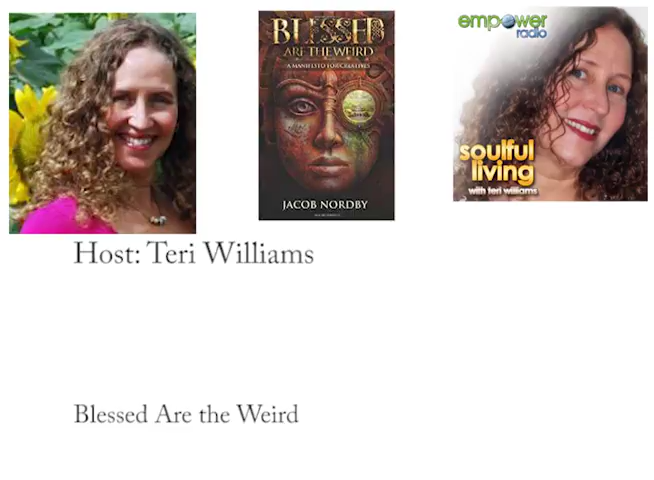 BLESSED
ARE THE WEIRD
A MANIFESTO FOR CREATIVES
JACOB NORDBY
empower
radio
soulful
living
with teri williams
Host: Teri Williams
Blessed Are the Weird